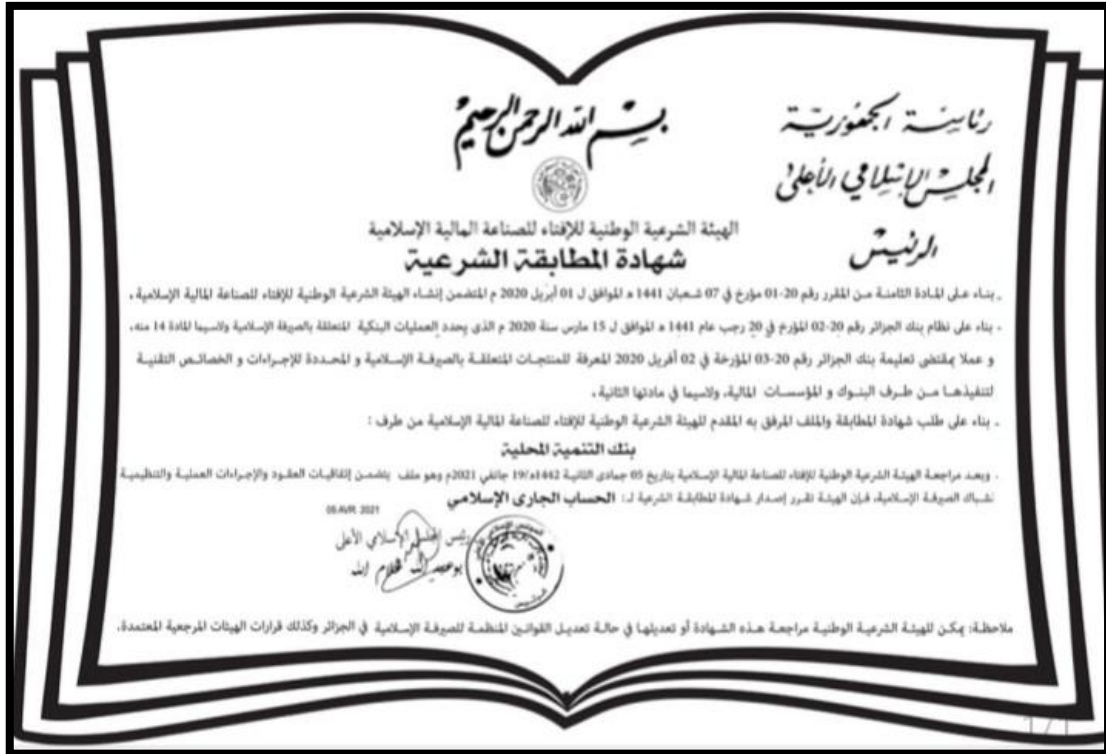 بسم الله الرحمن الرحيم
رئاسة الجمهورية
المجلس الإسلامي الأعلى
الرئيس
الهيئة الشرعية الوطنية للإفتاء للصناعة المالية الإسلامية
شهادة المطابقة الشرعية
. بناء على المادة الثامنة من المقرر رقم 20-01 مؤرخ في 07 شعبان 1441 ه الموافق ل 01 أبريل 2020 م المتضمن إنشاء الهيئة الشرعية الوطنية للإفتاء للصناعة المالية الإسلامية ،
. بناء على نظام بنك الجزائر رقم 20-02 المؤرخ في 20 رجب عام 1441 ه الموافق ل 15 مارس سنة 2020 م الذي يحدد العمليات البنكية المتعلقة بالصيرفة الإسلامية ولاسيما المادة 14 منه،
و عملا بمقتضى تعليمة بنك الجزائر رقم 20-03 المؤرخة في 02 أفريل 2020 المعرفة للمنتجات المتعلقة بالصيرفة الإسلامية و المحددة للإجراءات و الخصائص التقنية
لتنفيذها من طرف البنوك و المؤسسات المالية، ولاسيما في مادتها الثانية ،
. بناء على طلب شهادة المطابقة والملف المرفق به المقدم للهيئة الشرعية الوطنية للإفتاء للصناعة المالية الإسلامية من طرف :
بنك التنمية المحلية
. وبعد مراجعة الهيئة الشرعية الوطنية للإفتاء للصناعة المالية الإسلامية بتاريخ 05 جمادى الثانية 1442ه/19 جانفي 2021م وهو ملف يتضمن إتفاقيات العقود والإجراءات العملية والتنظيمية
لشباك الصيرفة الإسلامية، فإن الهيئة تقرر إصدار شهادة المطابقة الشرعية لـ: الحساب الجاري الإسلامي
05 AVR. 2021
رئيس المجلس الإسلامي الأعلى
بوعبد الله غلام الله
ملاحظة: يمكن للهيئة الشرعية الوطنية مراجعة هذه الشهادة أو تعديلها في حالة تعديل القوانين المنظمة للصيرفة الإسلامية في الجزائر وكذلك قرارات الهيئات المرجعية المعتمدة.
1/1